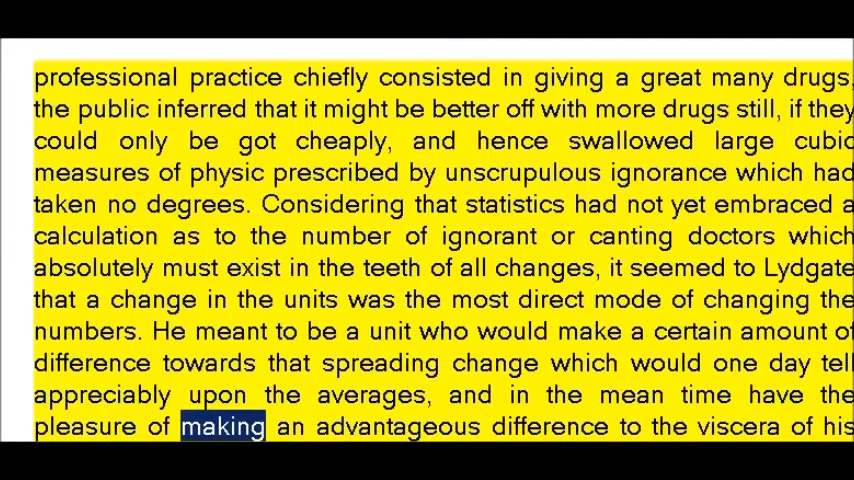 professional practice chiefly consisted in giving a great many drugs,
the public inferred that it might be better off with more drugs still, if they
could only be got cheaply, and hence swallowed large cubic
measures of physic prescribed by unscrupulous ignorance which had
taken no degrees. Considering that statistics had not yet embraced a
calculation as to the number of ignorant or canting doctors which
absolutely must exist in the teeth of all changes, it seemed to Lydgate
that a change in the units was the most direct mode of changing the
numbers. He meant to be a unit who would make a certain amount of
difference towards that spreading change which would one day tell
appreciably upon the averages, and in the mean time have the
pleasure of making an advantageous difference to the viscera of his